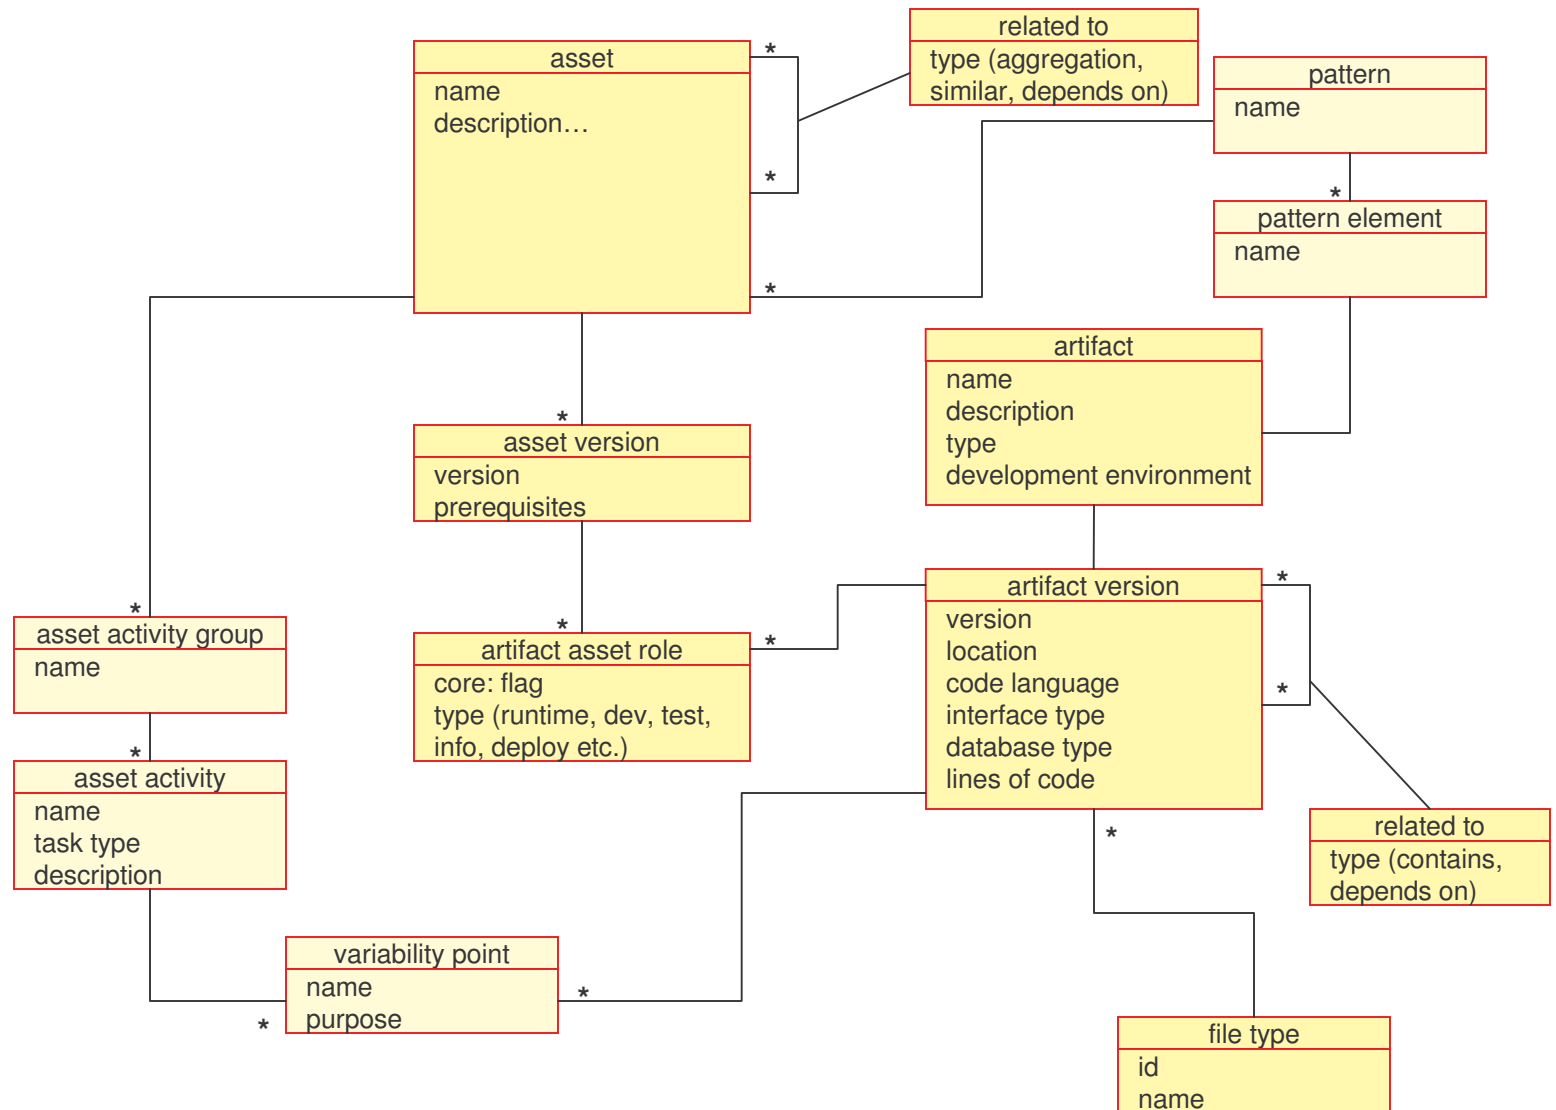 related to
type (aggregation,
similar, depends on)
*
asset
name
description…
*
*
pattern
name
*
pattern element
name
artifact
name
description
type
development environment
*
asset version
version
prerequisites
*
artifact asset role
core: flag
type (runtime, dev, test,
info, deploy etc.)
*
artifact version
version
location
code language
interface type
database type
lines of code
*
*
*
related to
type (contains,
depends on)
*
asset activity group
name
*
asset activity
name
task type
description
*
variability point
name
purpose
*
file type
id
name